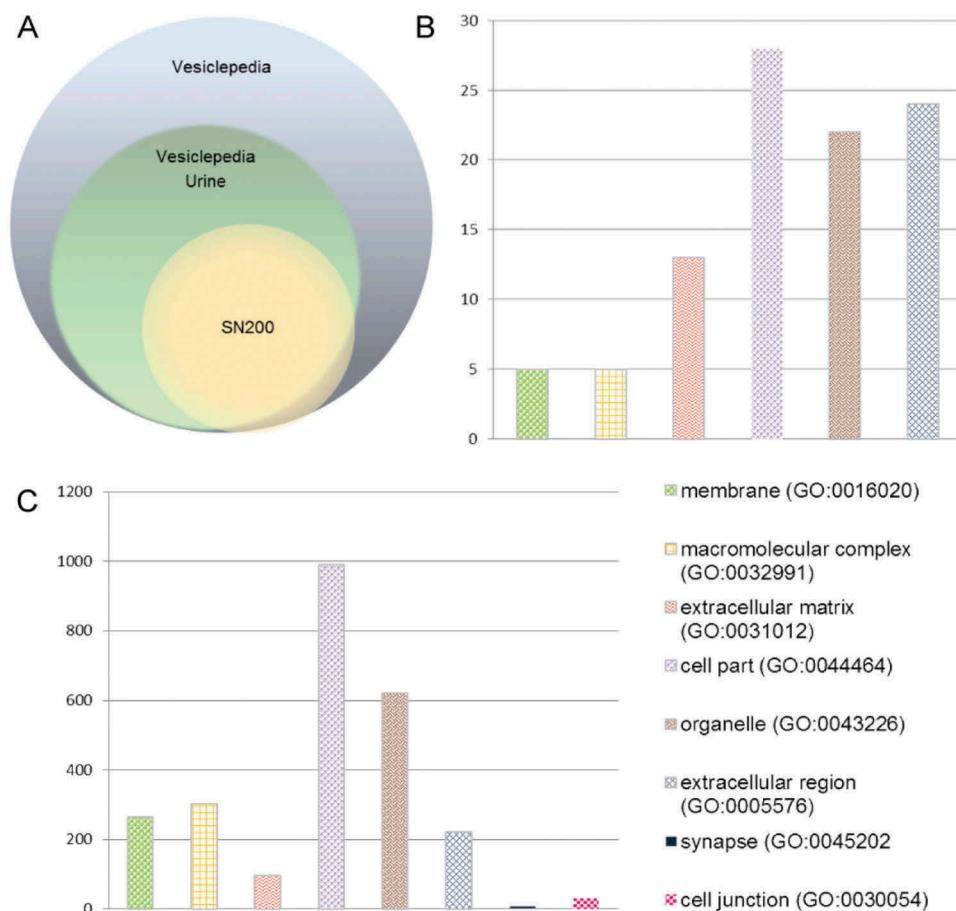 A
Vesiclepedia
Vesiclepedia
Urine
SN200
B
30
25
20
15
10
5
0
C
1200
1000
800
600
400
200
0
membrane (GO:0016020)
macromolecular complex
(GO:0032991)
extracellular matrix
(GO:0031012)
cell part (GO:0044464)
organelle (GO:0043226)
extracellular region
(GO:0005576)
synapse (GO:0045202
cell junction (GO:0030054)